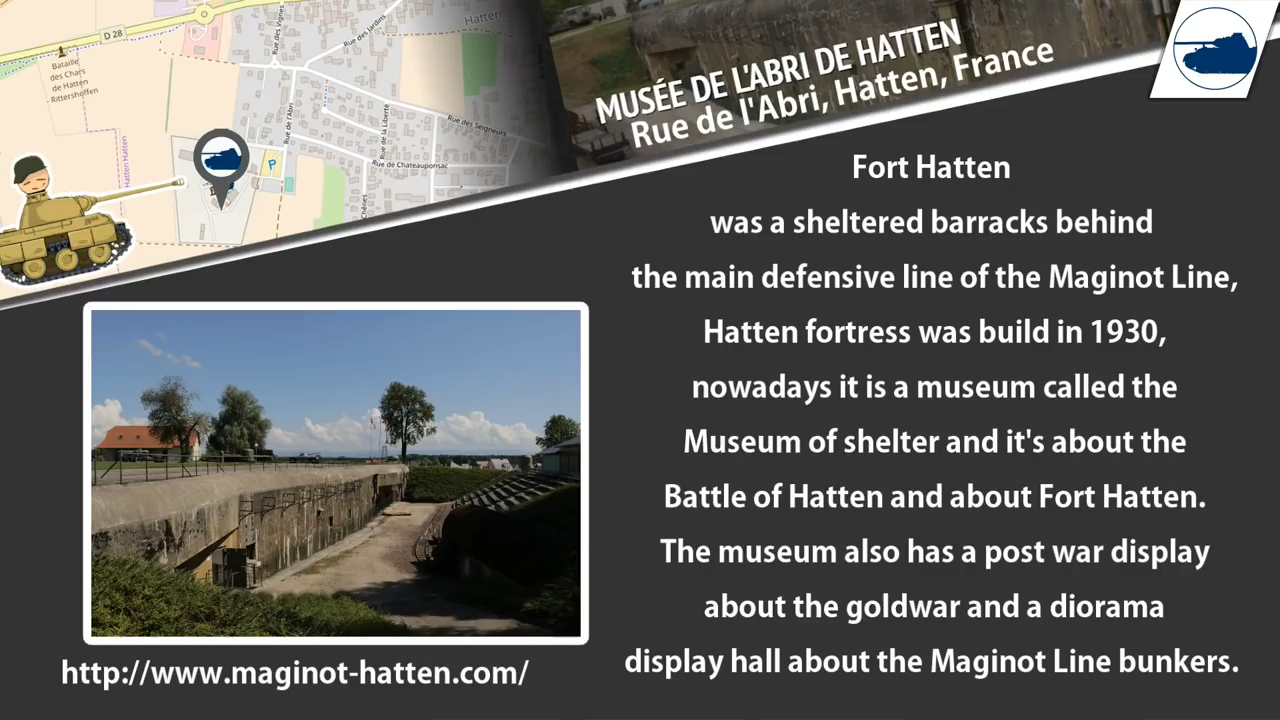 D 28
Hatten
Rue des Vignes
Rue des Jardins
Bataille
des Chars
de Hatten
Rittershoffen
Hatten
Hatten
Rue de l'Abri
Rue de la Liberté
Rue des Seigneurs
Rue de Chateauponsac
P
MUSÉE DE L'ABRI DE HATTEN
Rue de l'Abri, Hatten, France
Fort Hatten
was a sheltered barracks behind
the main defensive line of the Maginot Line,
Hatten fortress was build in 1930,
nowadays it is a museum called the
Museum of shelter and it's about the
Battle of Hatten and about Fort Hatten.
The museum also has a post war display
about the goldwar and a diorama
display hall about the Maginot Line bunkers.
http://www.maginot-hatten.com/